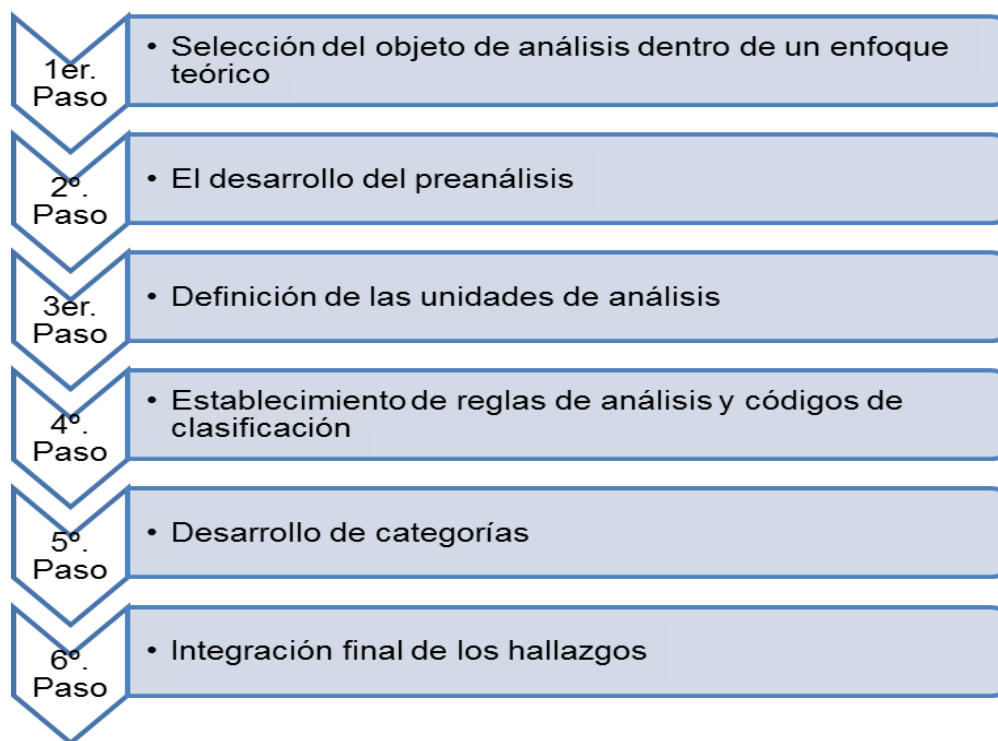 1er.
Paso
• Selección del objeto de análisis dentro de un enfoque
teórico
2º.
Paso
• El desarrollo del preanálisis
3er.
Paso
• Definición de las unidades de análisis
4º.
Paso
• Establecimiento de reglas de análisis y códigos de
clasificación
5º.
Paso
• Desarrollo de categorías
6º.
Paso
• Integración final de los hallazgos